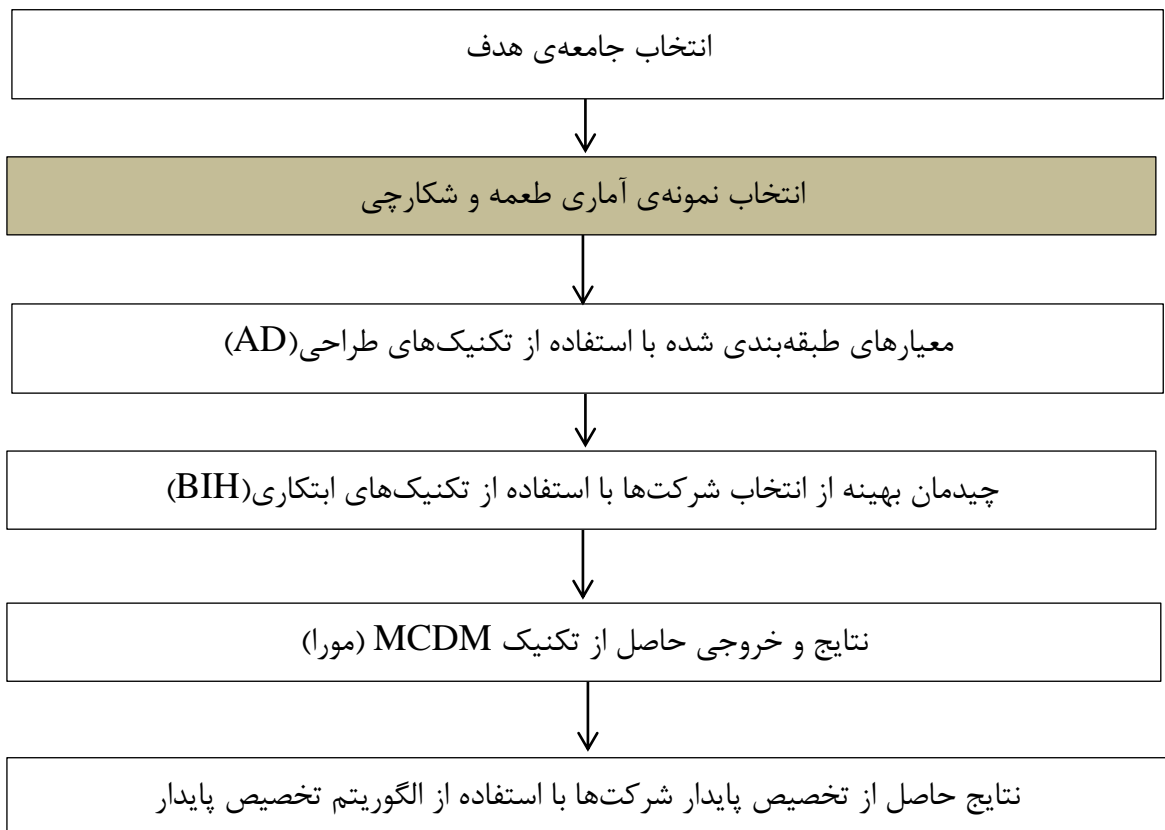 انتخاب جامعه‌ی هدف
انتخاب نمونه‌ی آماری طعمه و شکارچی
معیارهای طبقه‌بندی شده با استفاده از تکنیک‌های طراحی(AD)
چیدمان بهینه از انتخاب شرکت‌ها با استفاده از تکنیک‌های ابتکاری(BIH)
نتایج و خروجی حاصل از تکنیک MCDM (مورا)
نتایج حاصل از تخصیص پایدار شرکت‌ها با استفاده از الگوریتم تخصیص پایدار